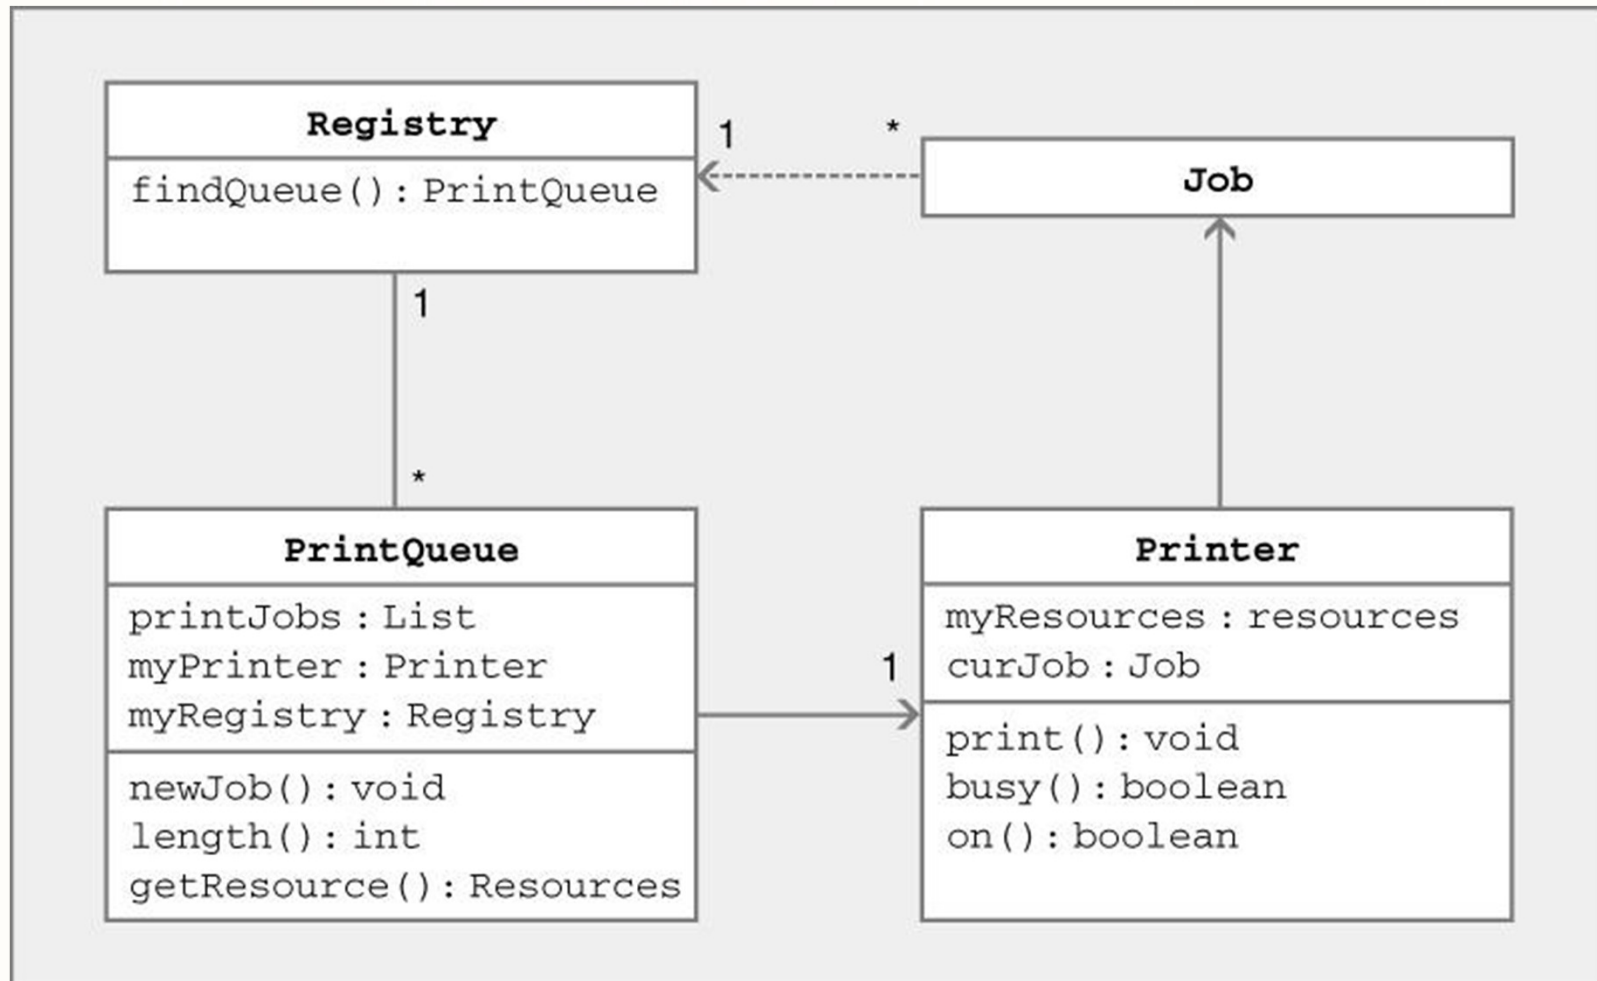 Registry
findQueue(): PrintQueue
1
*
Job
1
*
PrintQueue
printJobs : List
myPrinter : Printer
myRegistry : Registry
newJob(): void
length(): int
getResource(): Resources
1
Printer
myResources : resources
curJob : Job
print(): void
busy(): boolean
on(): boolean